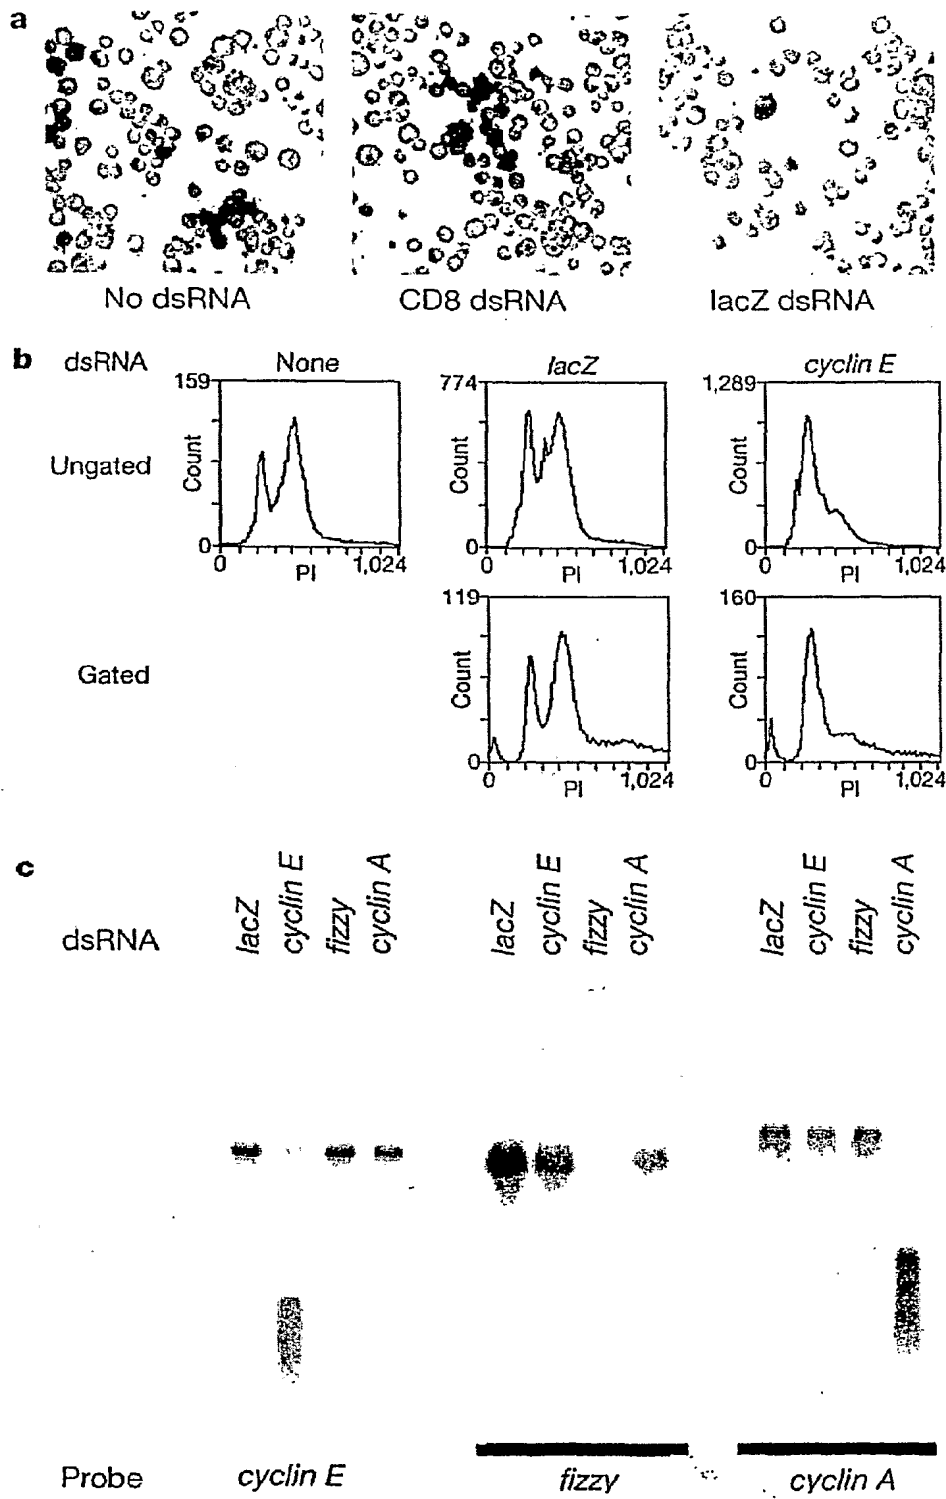 a
No dsRNA CD8 dsRNA lacZ dsRNA
b dsRNA None lacZ cyclin E
159 774 1,289
Ungated Count Count Count
0 0 0
0 PI 1,024 0 PI 1,024 0 PI 1,024
119 160
Gated Count Count
0 0
0 PI 1,024 0 PI 1,024
c
dsRNA lacZ cyclin E fizzy cyclin A lacZ cyclin E fizzy cyclin A lacZ cyclin E fizzy cyclin A
Probe cyclin E fizzy cyclin A